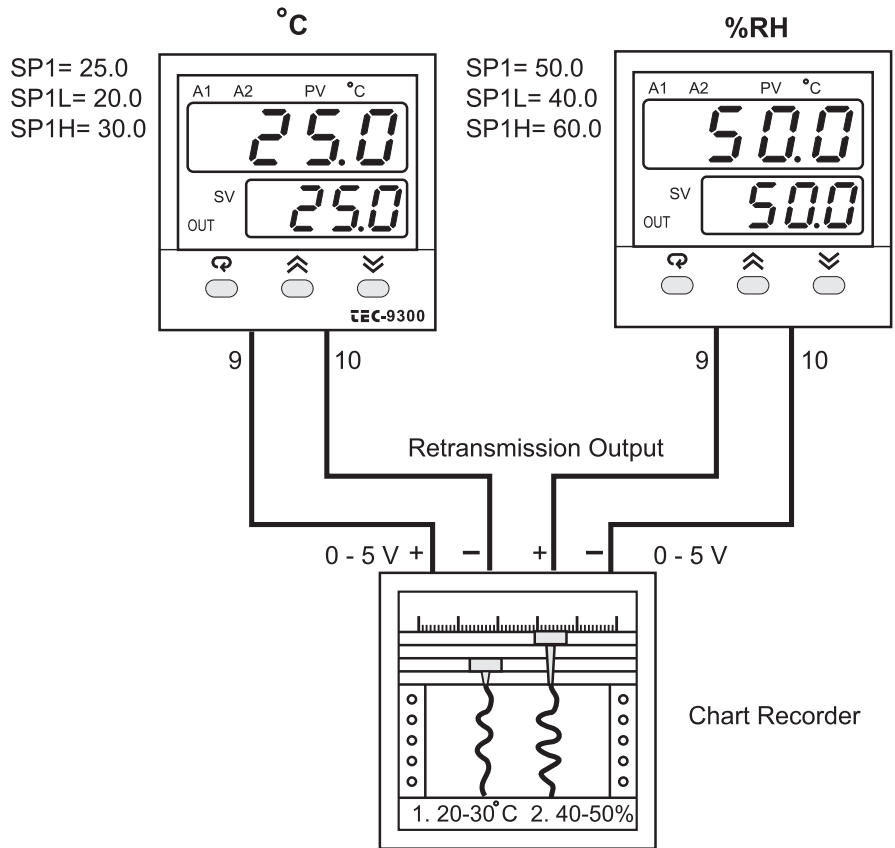 °C
SP1= 25.0
SP1L= 20.0
SP1H= 30.0
A1 A2 PV °C
25.0
SV
25.0
OUT
TEC-9300
9
10
%RH
SP1= 50.0
SP1L= 40.0
SP1H= 60.0
A1 A2 PV °C
50.0
SV
50.0
OUT
9
10
Retransmission Output
0 - 5 V + − + − 0 - 5 V
Chart Recorder
1. 20-30°C 2. 40-50%